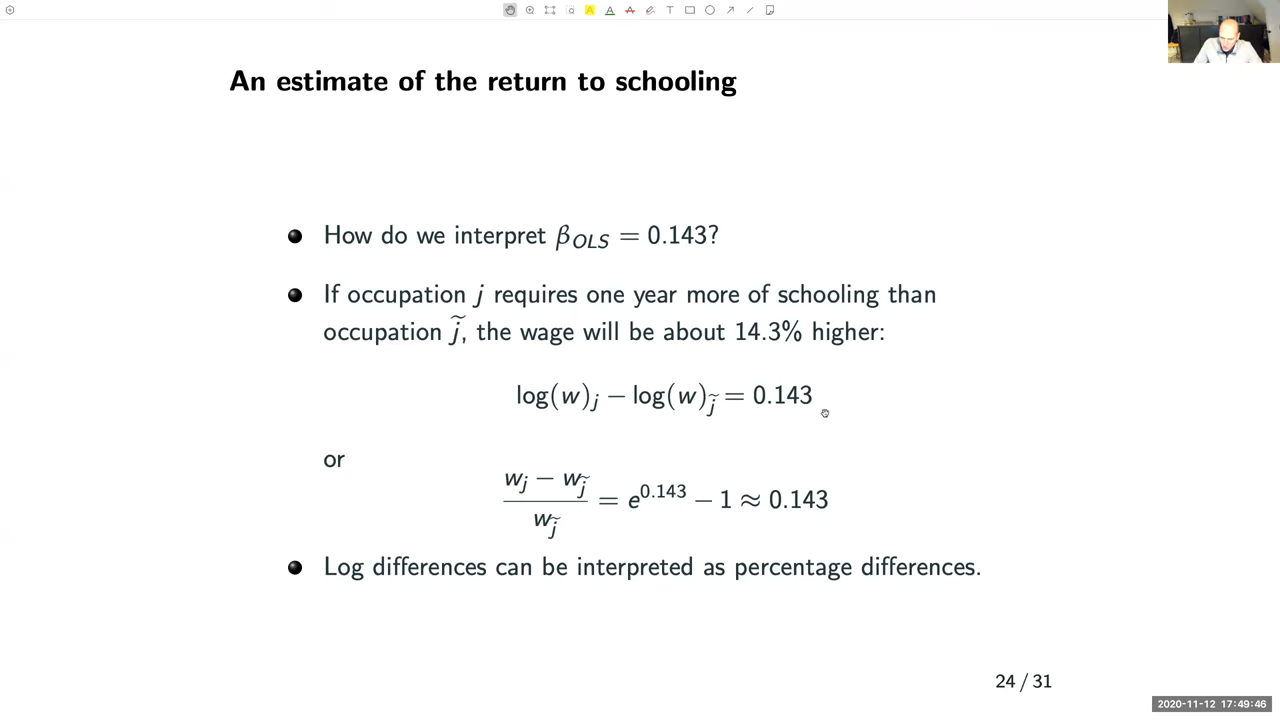 An estimate of the return to schooling
How do we interpret β_OLS = 0.143?
If occupation j requires one year more of schooling than
occupation j̃, the wage will be about 14.3% higher:
log(w)_j − log(w)_j̃ = 0.143
or
(w_j − w_j̃) / w_j̃ = e^0.143 − 1 ≈ 0.143
Log differences can be interpreted as percentage differences.
24 / 31
2020-11-12 17:49:46